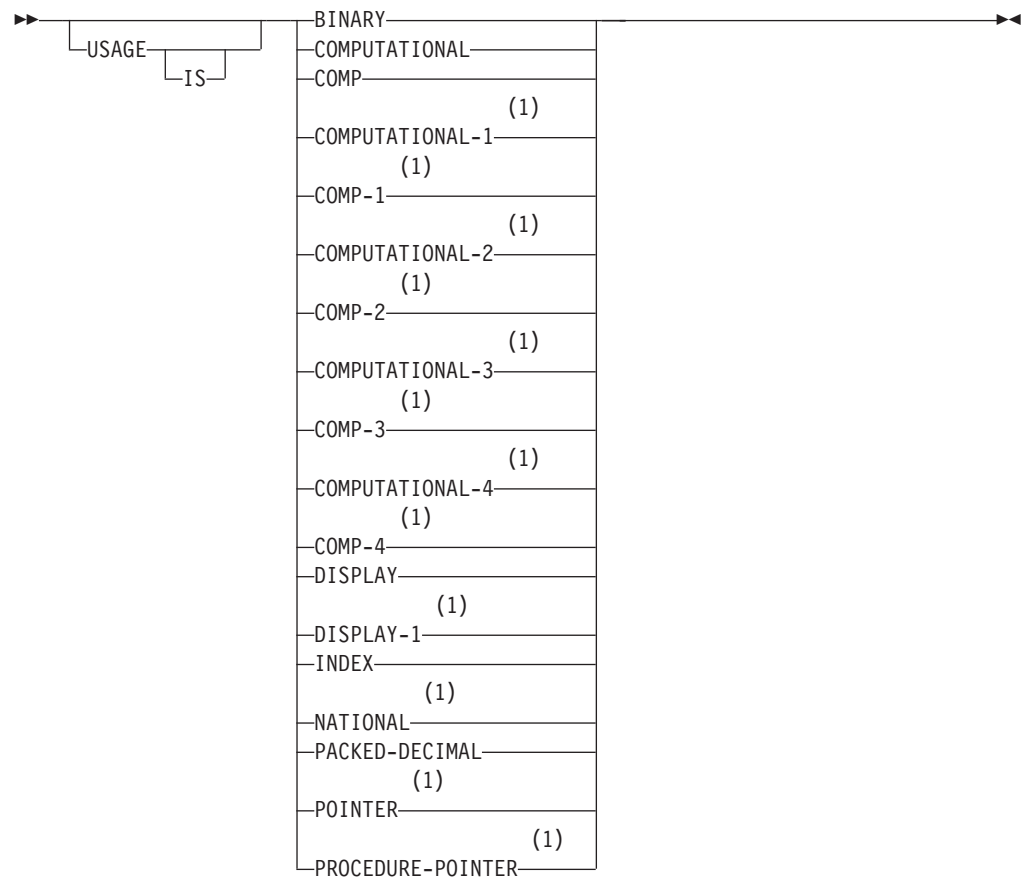 BINARY
USAGE
COMPUTATIONAL
IS
COMP
(1)
COMPUTATIONAL-1
(1)
COMP-1
(1)
COMPUTATIONAL-2
(1)
COMP-2
(1)
COMPUTATIONAL-3
(1)
COMP-3
(1)
COMPUTATIONAL-4
(1)
COMP-4
DISPLAY
(1)
DISPLAY-1
INDEX
(1)
NATIONAL
PACKED-DECIMAL
(1)
POINTER
(1)
PROCEDURE-POINTER